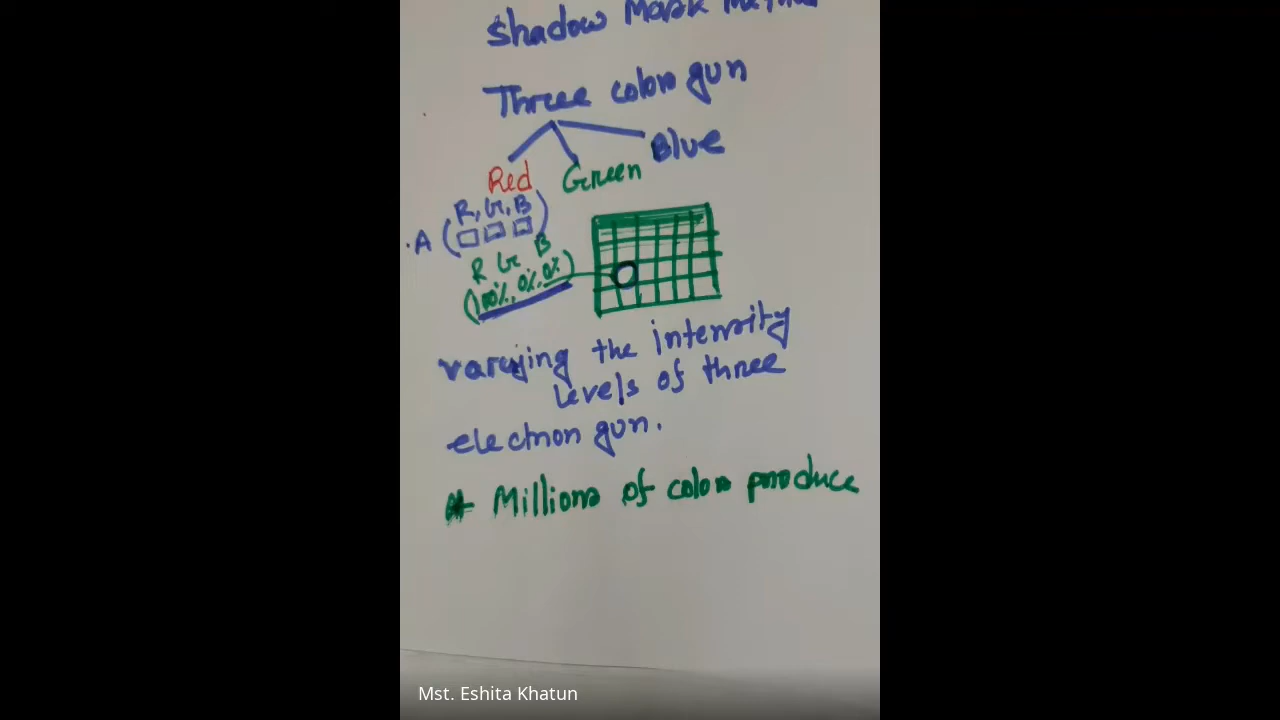 Shadow Mask Method
Three color gun
Red Green Blue
R, G, B
A ( )
R G B
(100%, 0%, 0%)
varying the intensity
levels of three
electron gun.
Millions of color produce
Mst. Eshita Khatun